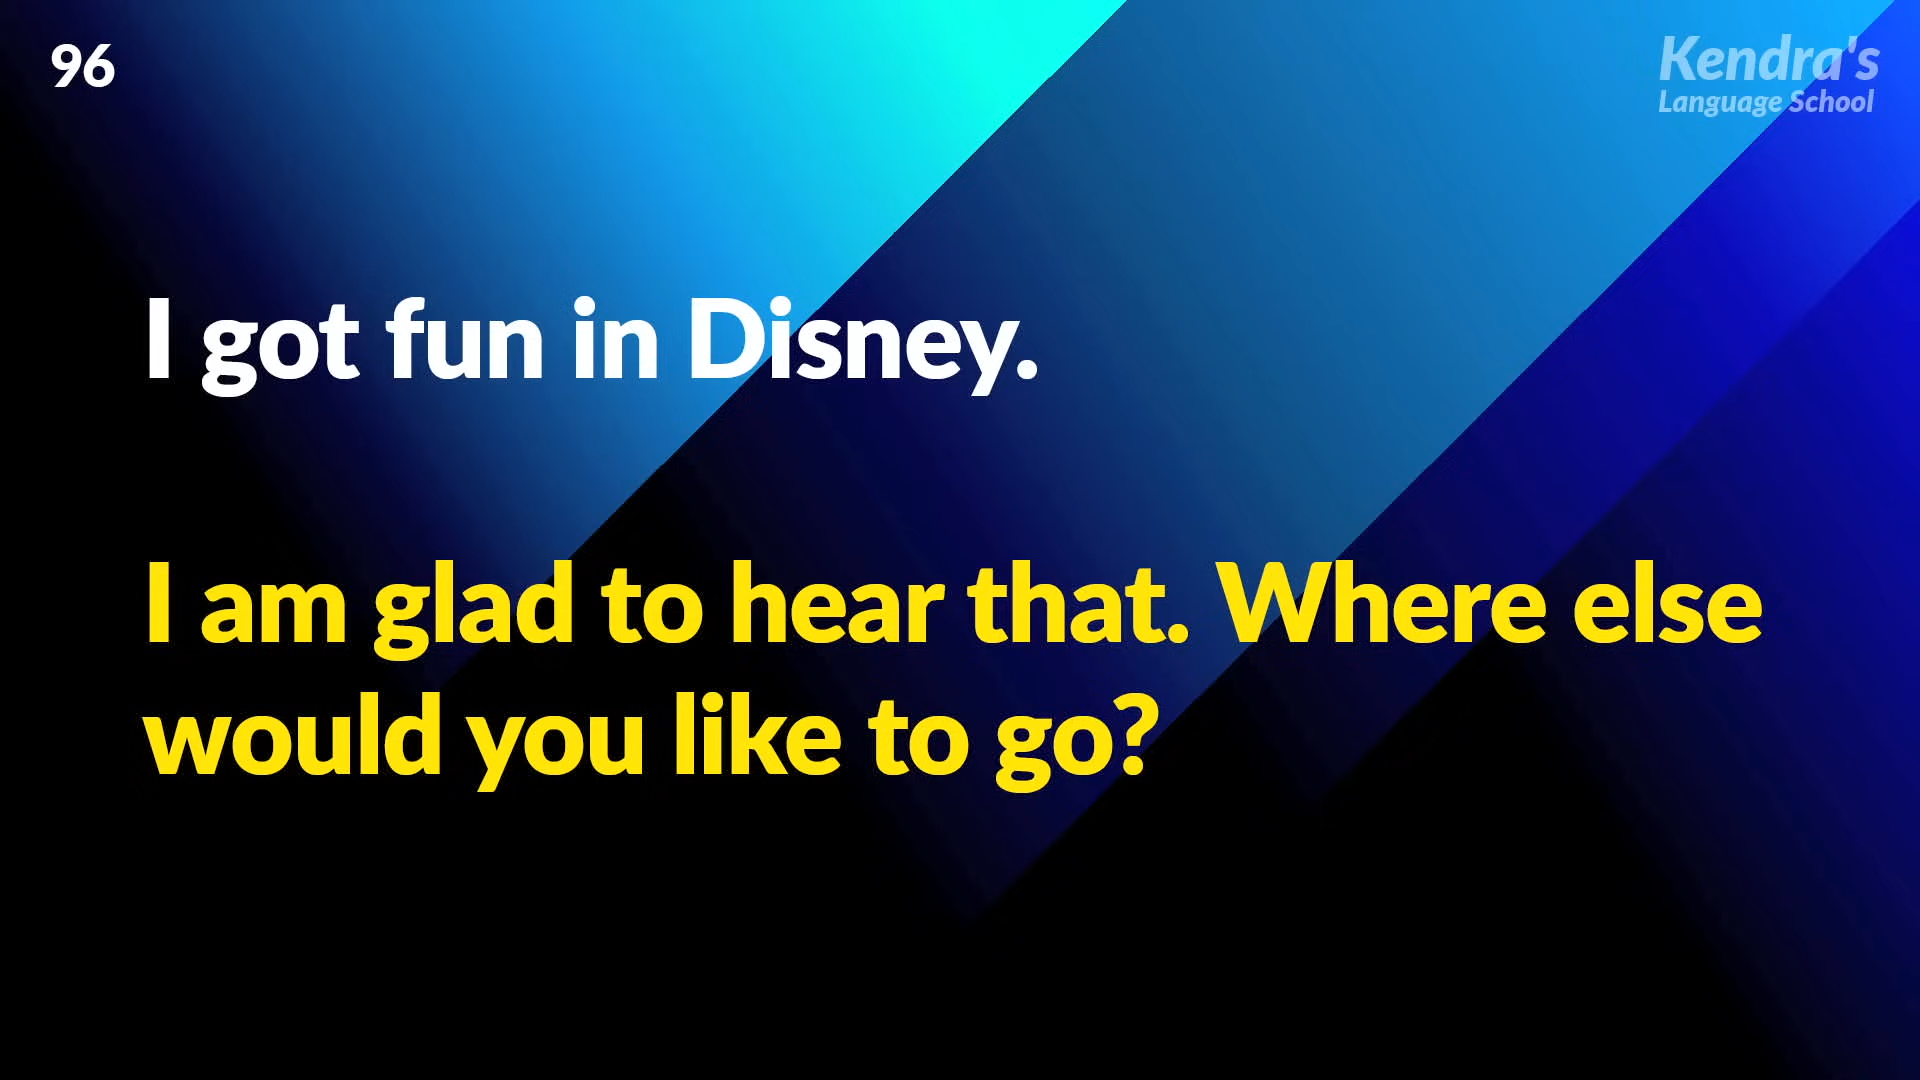 96
Kendra's
Language School
I got fun in Disney.
I am glad to hear that. Where else
would you like to go?